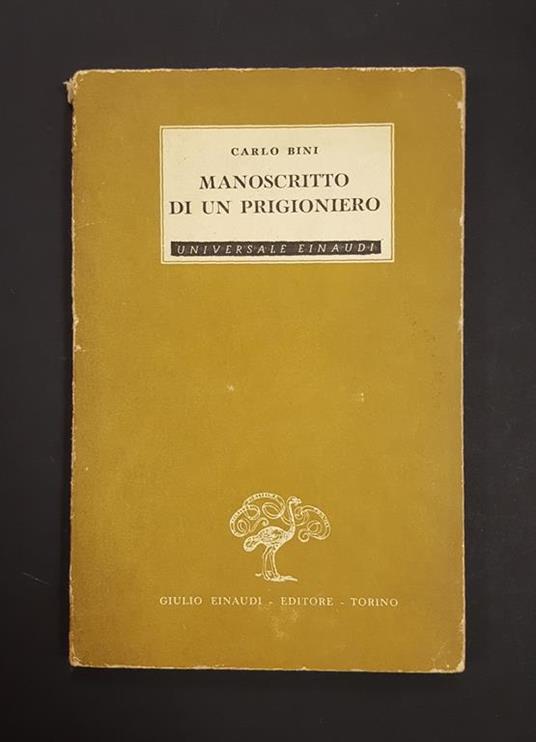 CARLO BINI
MANOSCRITTO
DI UN PRIGIONIERO
UNIVERSALE EINAUDI
GIULIO EINAUDI - EDITORE - TORINO